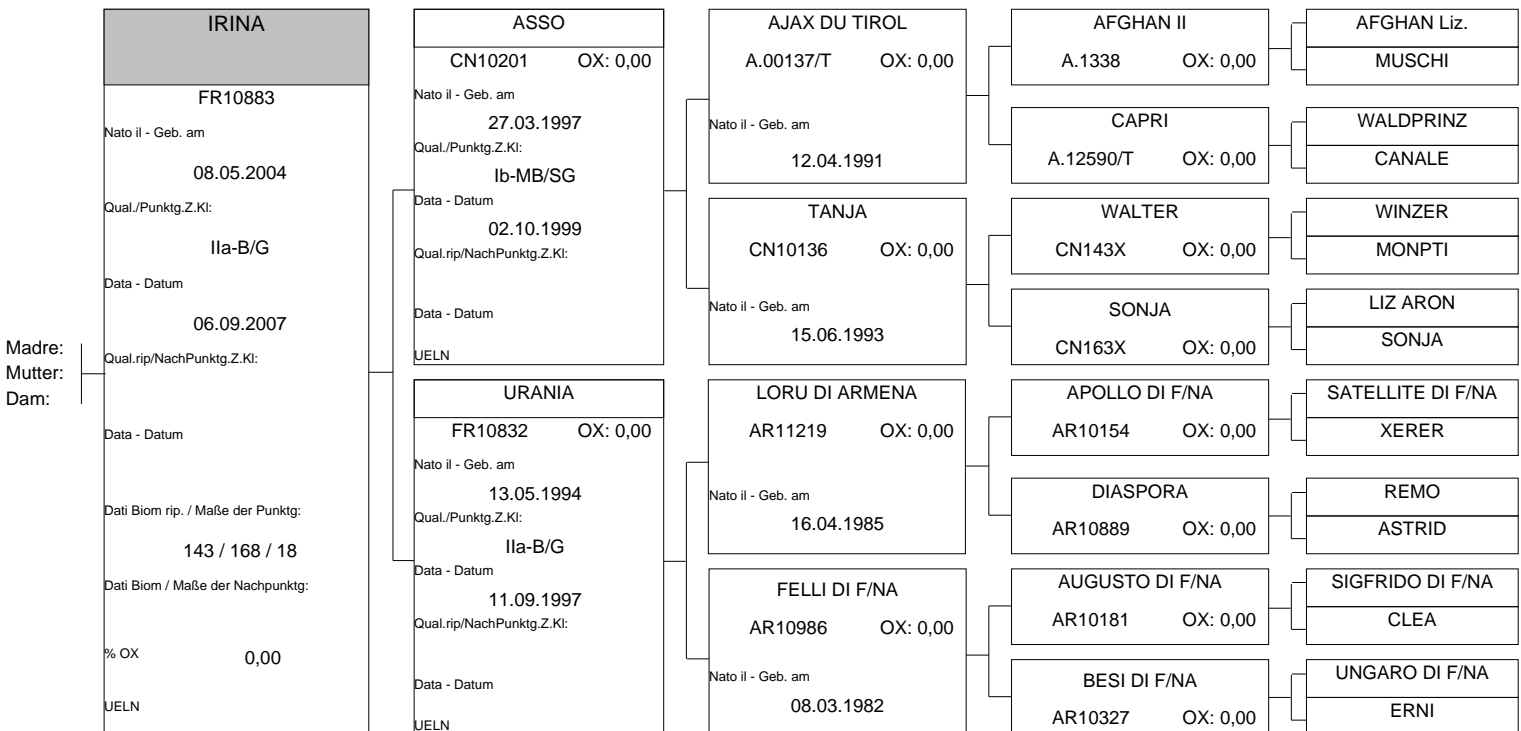 Madre:
Mutter:
Dam:
IRINA
FR10883
Nato il - Geb. am
08.05.2004
Qual./Punktg.Z.Kl:
IIa-B/G
Data - Datum
06.09.2007
Qual.rip/NachPunktg.Z.Kl:
Data - Datum
Dati Biom rip. / Maße der Punktg:
143 / 168 / 18
Dati Biom / Maße der Nachpunktg:
% OX 0,00
UELN
ASSO
CN10201 OX: 0,00
Nato il - Geb. am
27.03.1997
Qual./Punktg.Z.Kl:
Ib-MB/SG
Data - Datum
02.10.1999
Qual.rip/NachPunktg.Z.Kl:
Data - Datum
UELN
URANIA
FR10832 OX: 0,00
Nato il - Geb. am
13.05.1994
Qual./Punktg.Z.Kl:
IIa-B/G
Data - Datum
11.09.1997
Qual.rip/NachPunktg.Z.Kl:
Data - Datum
UELN
AJAX DU TIROL
A.00137/T OX: 0,00
Nato il - Geb. am
12.04.1991
TANJA
CN10136 OX: 0,00
Nato il - Geb. am
15.06.1993
LORU DI ARMENA
AR11219 OX: 0,00
Nato il - Geb. am
16.04.1985
FELLI DI F/NA
AR10986 OX: 0,00
Nato il - Geb. am
08.03.1982
AFGHAN II
A.1338 OX: 0,00
CAPRI
A.12590/T OX: 0,00
WALTER
CN143X OX: 0,00
SONJA
CN163X OX: 0,00
APOLLO DI F/NA
AR10154 OX: 0,00
DIASPORA
AR10889 OX: 0,00
AUGUSTO DI F/NA
AR10181 OX: 0,00
BESI DI F/NA
AR10327 OX: 0,00
AFGHAN Liz.
MUSCHI
WALDPRINZ
CANALE
WINZER
MONPTI
LIZ ARON
SONJA
SATELLITE DI F/NA
XERER
REMO
ASTRID
SIGFRIDO DI F/NA
CLEA
UNGARO DI F/NA
ERNI